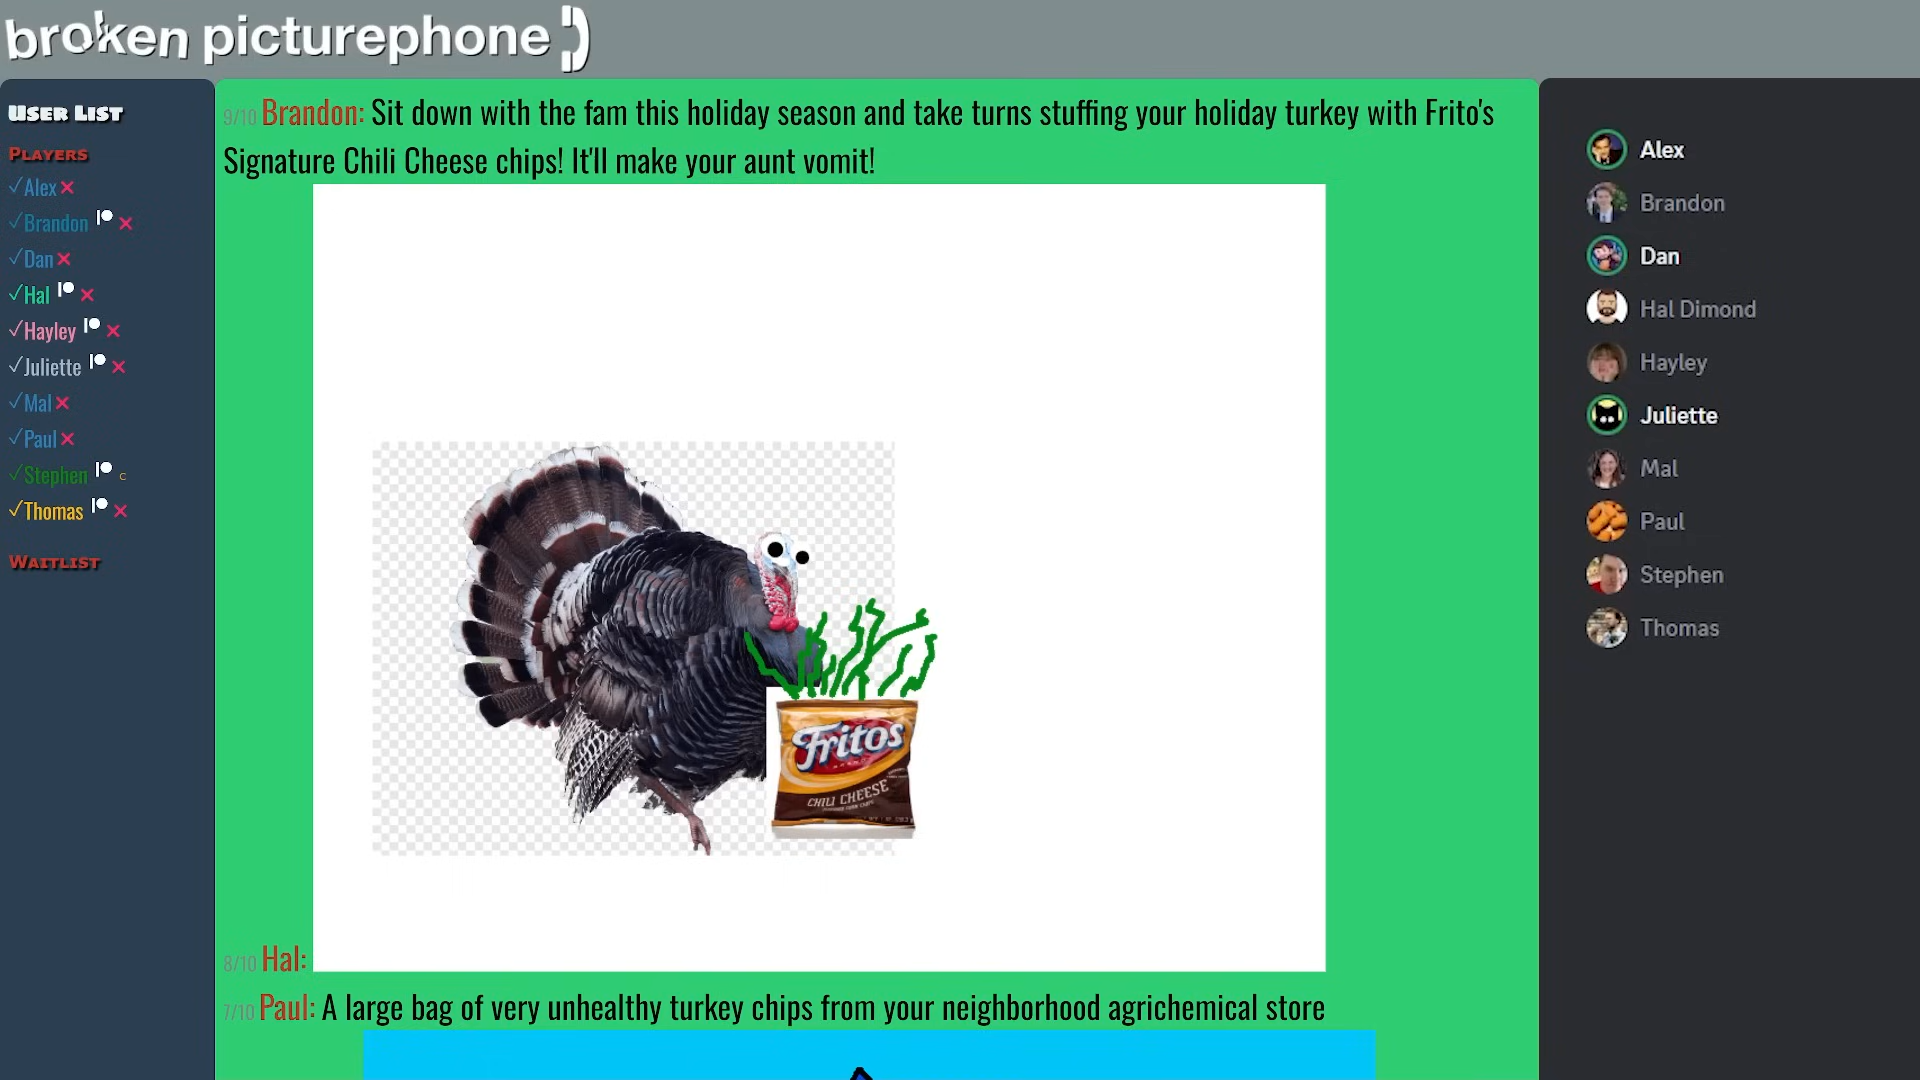 broken picturephone
User List
Players
✓Alex ×
✓Brandon ×
✓Dan ×
✓Hal ×
✓Hayley ×
✓Juliette ×
✓Mal ×
✓Paul ×
✓Stephen c
✓Thomas ×
Waitlist
9/10 Brandon: Sit down with the fam this holiday season and take turns stuffing your holiday turkey with Frito's
Signature Chili Cheese chips! It'll make your aunt vomit!
Fritos
BRAND
CHILI CHEESE
8/10 Hal:
7/10 Paul: A large bag of very unhealthy turkey chips from your neighborhood agrichemical store
Alex
Brandon
Dan
Hal Dimond
Hayley
Juliette
Mal
Paul
Stephen
Thomas